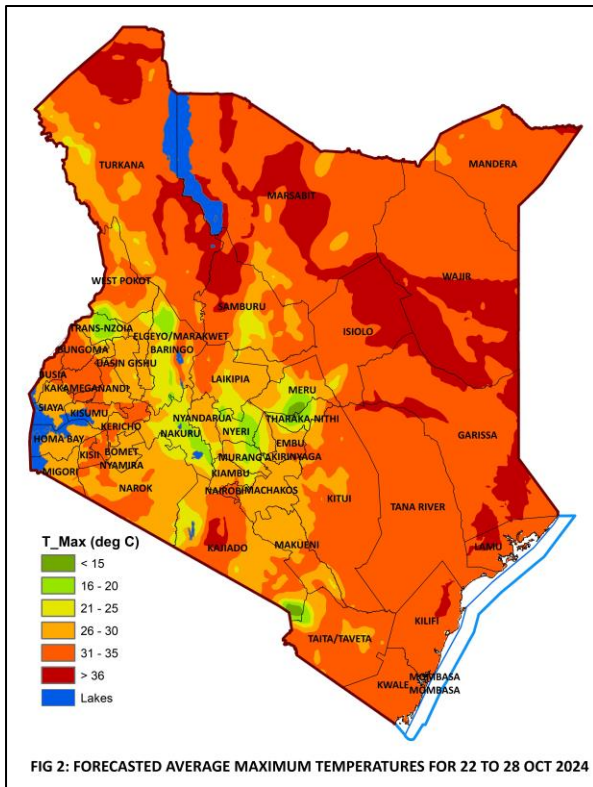 MANDERA
TURKANA
MARSABIT
WAJIR
WEST POKOT
SAMBURU
TRANS-NZOIA
ELGEYO/MARAKWET
ISIOLO
BUNGOMA
BARINGO
UASIN GISHU
BUSIA
LAIKIPIA
KAKAMEGA NANDI
MERU
SIAYA
KISUMU
NYANDARUA
THARAKA-NITHI
KERICHO
NYERI
GARISSA
HOMA BAY
NAKURU
EMBU
KISII
BOMET
MURANG'A KIRINYAGA
NYAMIRA
MIGORI
KIAMBU
NAROK
NAIROBI MACHAKOS
KITUI
TANA RIVER
T_Max (deg C)
KAJIADO
MAKUENI
LAMU
< 15
16 - 20
21 - 25
26 - 30
31 - 35
> 36
Lakes
KILIFI
TAITA/TAVETA
KWALE
MOMBASA
MOMBASA
FIG 2: FORECASTED AVERAGE MAXIMUM TEMPERATURES FOR 22 TO 28 OCT 2024